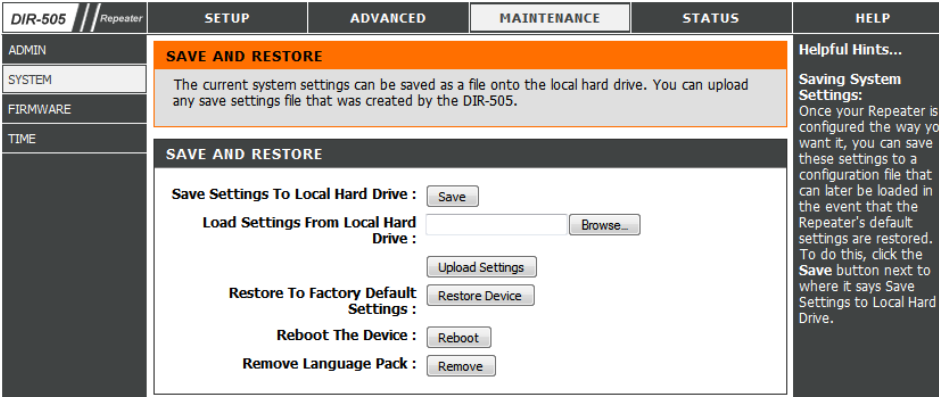 DIR-505 Repeater SETUP ADVANCED MAINTENANCE STATUS HELP
ADMIN
SYSTEM
FIRMWARE
TIME
SAVE AND RESTORE
The current system settings can be saved as a file onto the local hard drive. You can upload
any save settings file that was created by the DIR-505.
SAVE AND RESTORE
Save Settings To Local Hard Drive : Save
Load Settings From Local Hard
Drive : Browse...
Upload Settings
Restore To Factory Default
Settings : Restore Device
Reboot The Device : Reboot
Remove Language Pack : Remove
Helpful Hints...
Saving System
Settings:
Once your Repeater is
configured the way yo
want it, you can save
these settings to a
configuration file that
can later be loaded in
the event that the
Repeater's default
settings are restored.
To do this, click the
Save button next to
where it says Save
Settings to Local Hard
Drive.